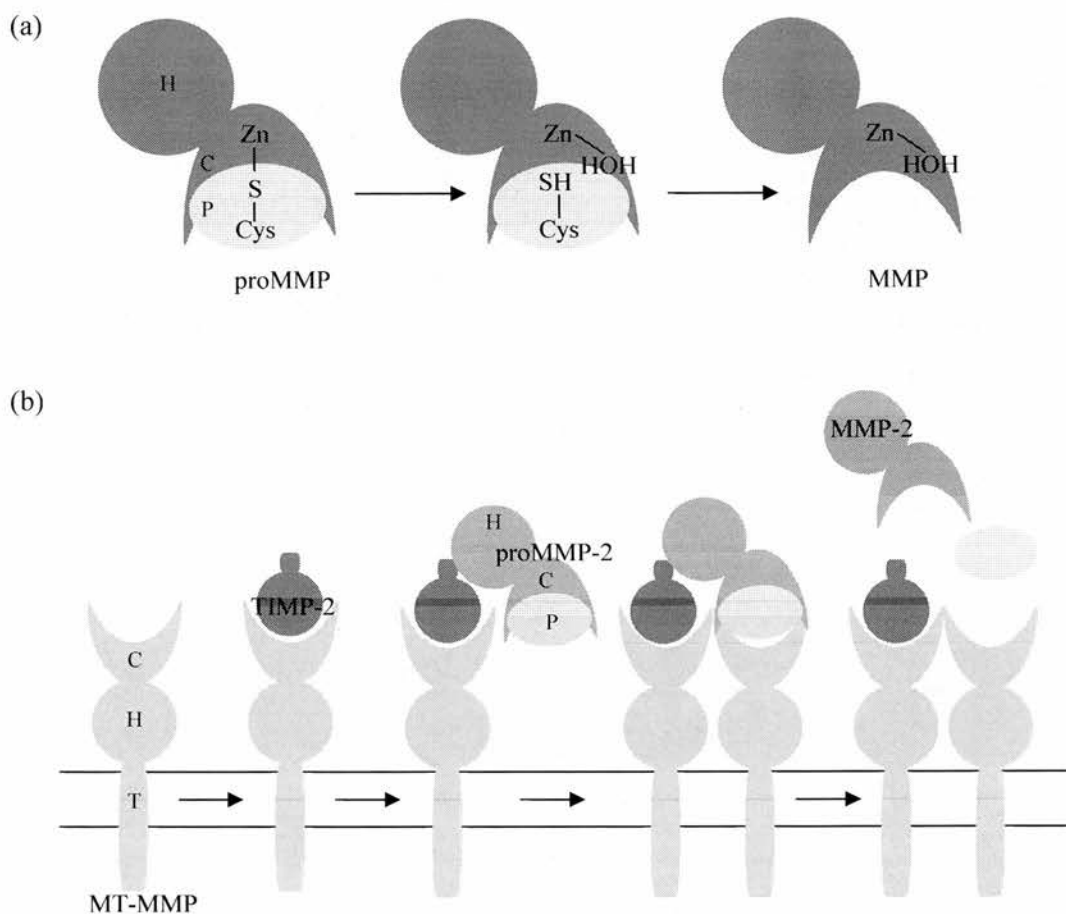 (a)
H
Zn
C
S
P
Cys
proMMP
Zn
HOH
SH
Cys
Zn
HOH
MMP
(b)
MMP-2
H
proMMP-2
C
P
TIMP-2
C
H
T
MT-MMP